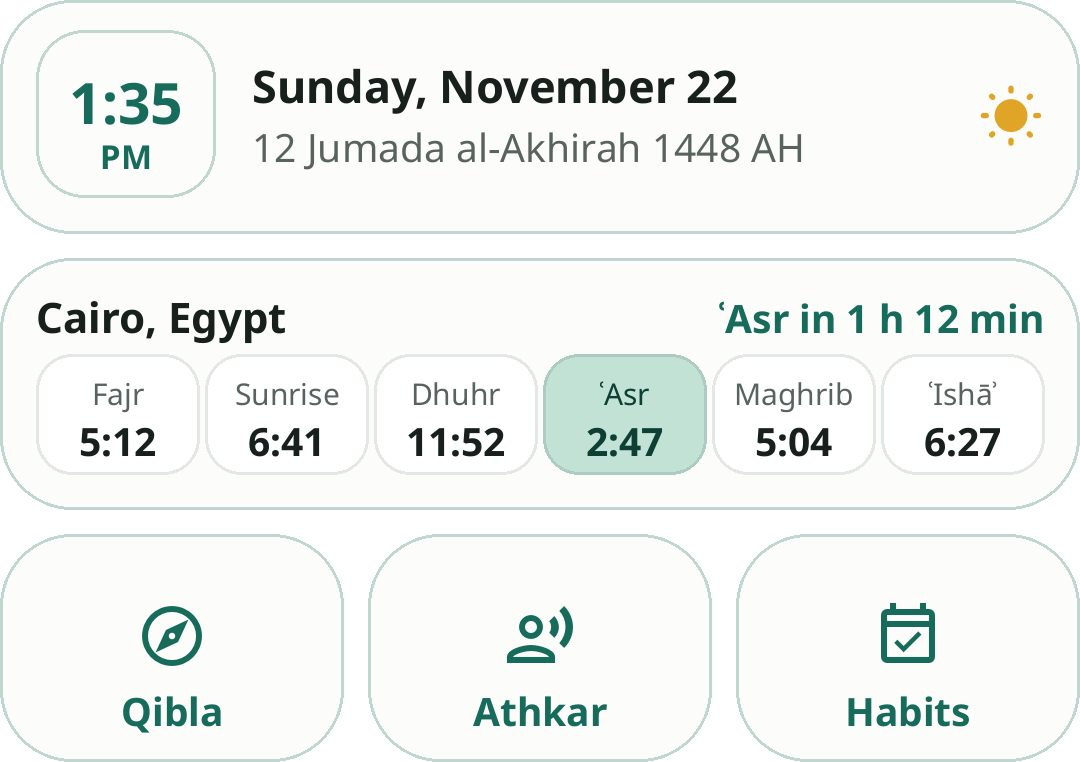 1:35
PM
Sunday, November 22
12 Jumada al-Akhirah 1448 AH
Cairo, Egypt
ʿAsr in 1 h 12 min
Fajr
5:12
Sunrise
6:41
Dhuhr
11:52
ʿAsr
2:47
Maghrib
5:04
ʿIshāʾ
6:27
Qibla
Athkar
Habits